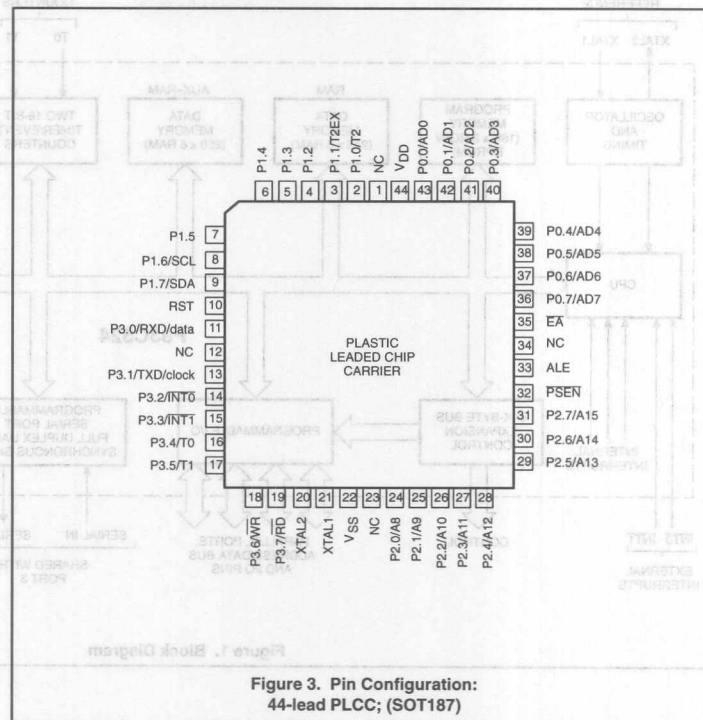 P1.4
P1.3
P1.2
P1.1/T2EX
P1.0/T2
NC
VDD
P0.0/AD0
P0.1/AD1
P0.2/AD2
P0.3/AD3
6 5 4 3 2 1 44 43 42 41 40
P1.5 7
P1.6/SCL 8
P1.7/SDA 9
RST 10
P3.0/RXD/data 11
NC 12
P3.1/TXD/clock 13
P3.2/INT0 14
P3.3/INT1 15
P3.4/T0 16
P3.5/T1 17
PLASTIC
LEADED CHIP
CARRIER
39 P0.4/AD4
38 P0.5/AD5
37 P0.6/AD6
36 P0.7/AD7
35 EA
34 NC
33 ALE
32 PSEN
31 P2.7/A15
30 P2.6/A14
29 P2.5/A13
18 19 20 21 22 23 24 25 26 27 28
P3.6/WR
P3.7/RD
XTAL2
XTAL1
VSS
NC
P2.0/A8
P2.1/A9
P2.2/A10
P2.3/A11
P2.4/A12
Figure 3. Pin Configuration:
44-lead PLCC; (SOT187)